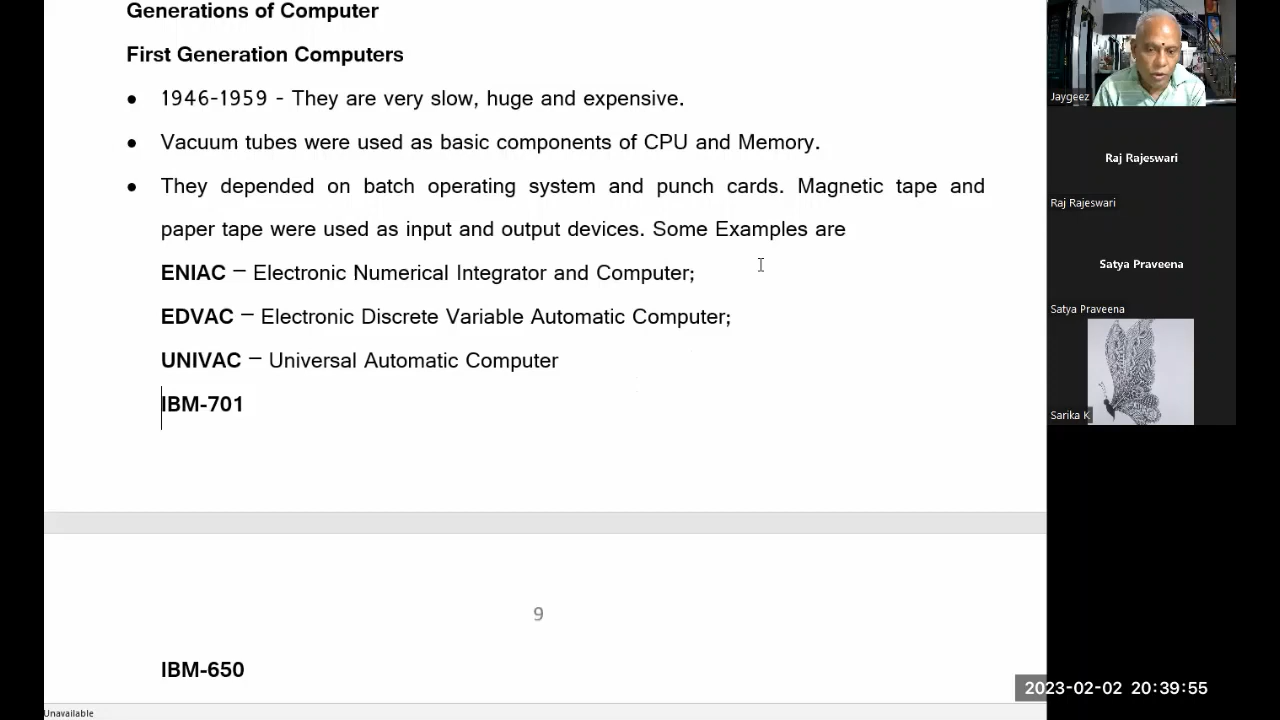 Generations of Computer
First Generation Computers
● 1946-1959 - They are very slow, huge and expensive.
● Vacuum tubes were used as basic components of CPU and Memory.
● They depended on batch operating system and punch cards. Magnetic tape and
paper tape were used as input and output devices. Some Examples are
ENIAC – Electronic Numerical Integrator and Computer;
EDVAC – Electronic Discrete Variable Automatic Computer;
UNIVAC – Universal Automatic Computer
IBM-701
9
IBM-650
Unavailable
Jaygeez
Raj Rajeswari
Raj Rajeswari
Satya Praveena
Satya Praveena
Sarika K
2023-02-02 20:39:55